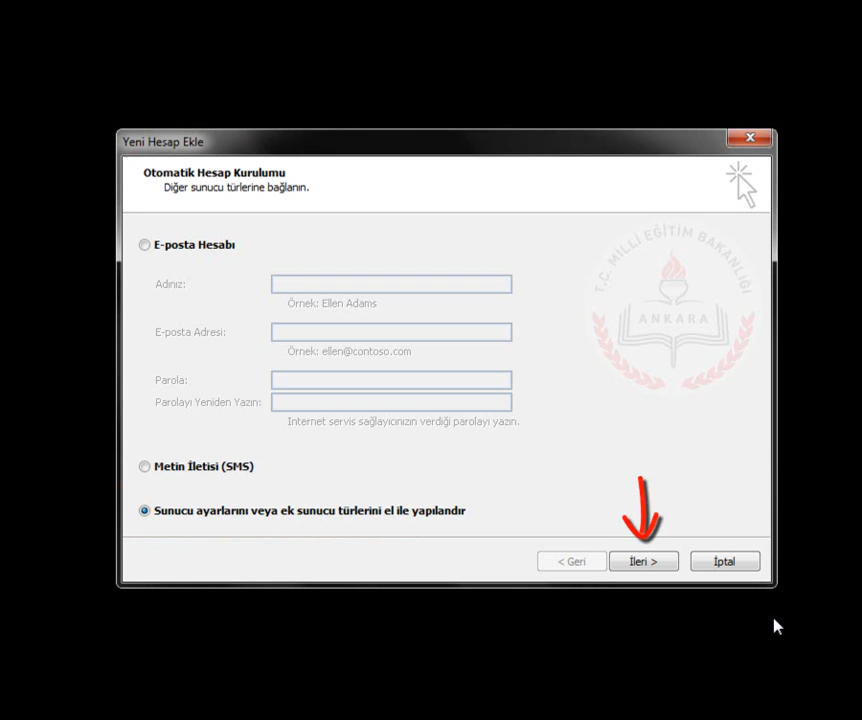 Yeni Hesap Ekle
Otomatik Hesap Kurulumu
Diğer sunucu türlerine bağlanın.
T.C. MİLLİ EĞİTİM BAKANLIĞI
ANKARA
E-posta Hesabı
Adınız:
Örnek: Ellen Adams
E-posta Adresi:
Örnek: ellen@contoso.com
Parola:
Parolayı Yeniden Yazın:
Internet servis sağlayıcınızın verdiği parolayı yazın.
Metin İletisi (SMS)
Sunucu ayarlarını veya ek sunucu türlerini el ile yapılandır
< Geri
İleri >
İptal